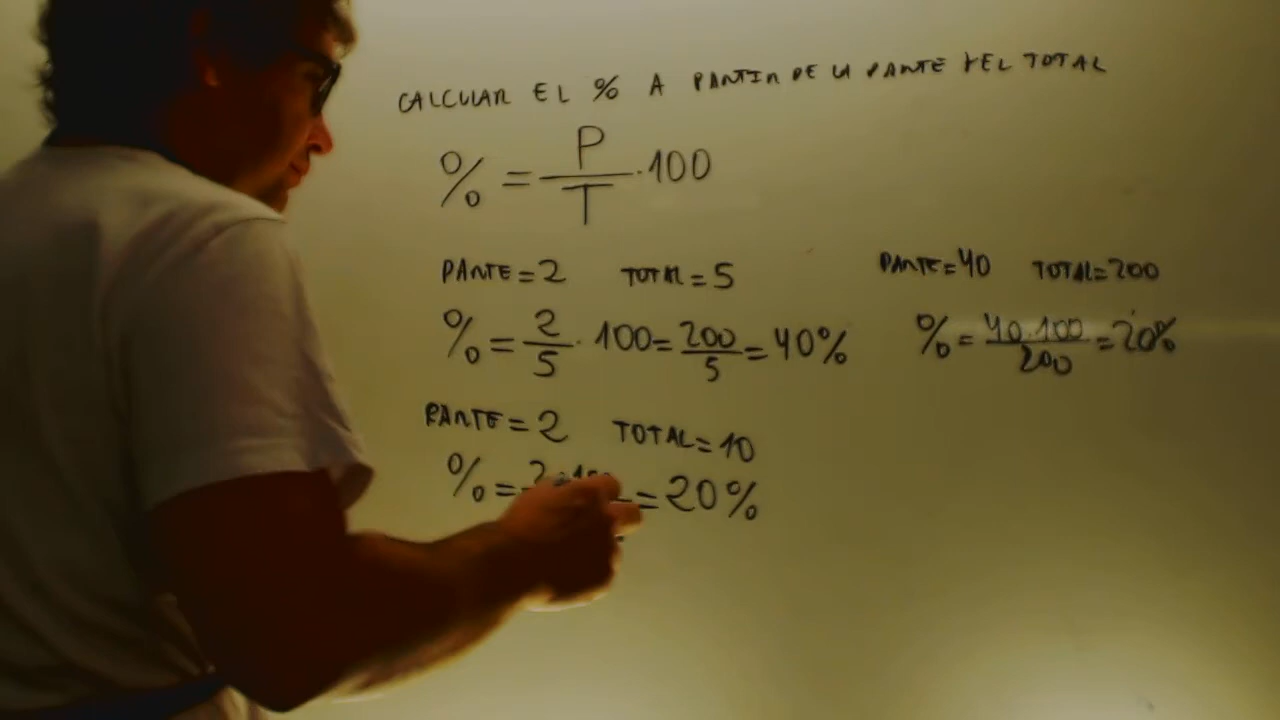 CALCULAR EL % A PARTIR DE LA PARTE Y EL TOTAL
% = P/T · 100
PARTE = 2 TOTAL = 5
% = 2/5 · 100 = 200/5 = 40%
PARTE = 2 TOTAL = 10
% = = 20%
PARTE = 40 TOTAL = 200
% = 40.100/200 = 20%